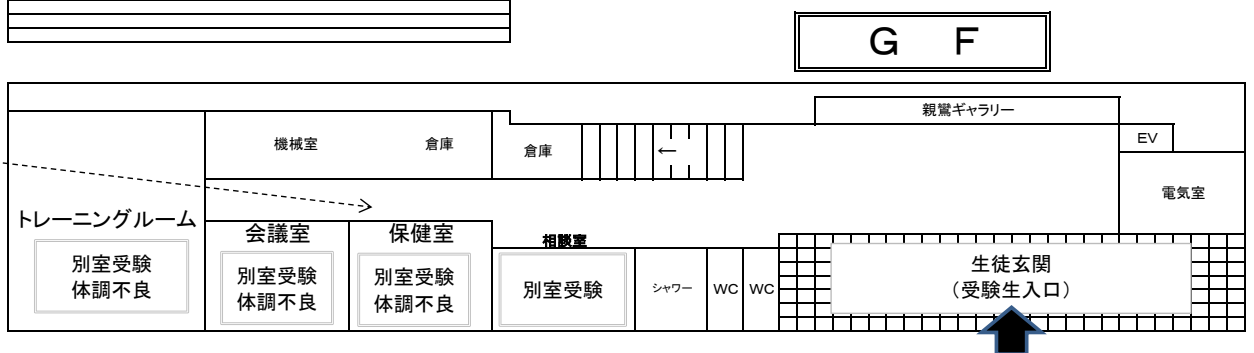 G F
親鸞ギャラリー
機械室
倉庫
倉庫
←
EV
電気室
トレーニングルーム
別室受験
体調不良
会議室
別室受験
体調不良
保健室
別室受験
体調不良
相談室
別室受験
シャワー
WC
WC
生徒玄関
（受験生入口）